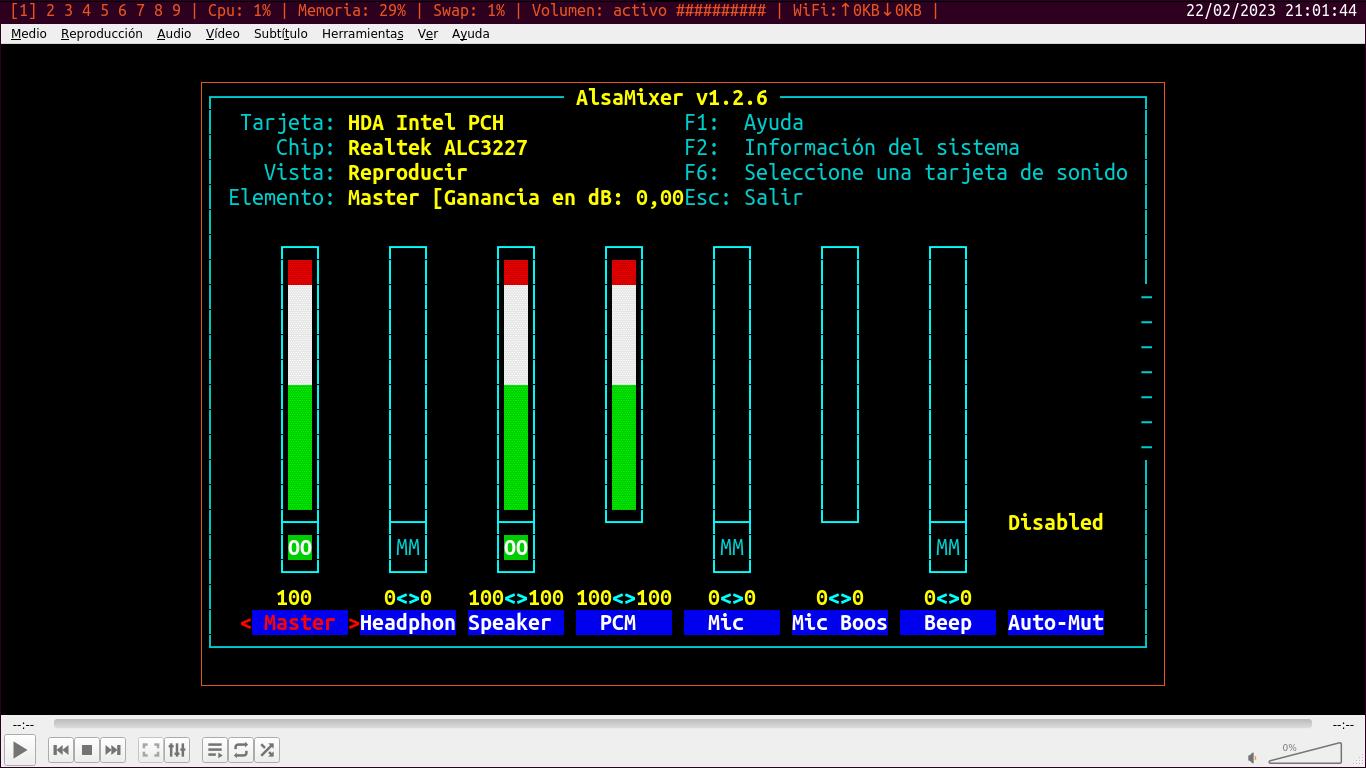 [1] 2 3 4 5 6 7 8 9 | Cpu: 1% | Memoria: 29% | Swap: 1% | Volumen: activo ########## | WiFi:↑0KB↓0KB | 22/02/2023 21:01:44
Medio Reproducción Audio Vídeo Subtítulo Herramientas Ver Ayuda
AlsaMixer v1.2.6
Tarjeta: HDA Intel PCH F1: Ayuda
Chip: Realtek ALC3227 F2: Información del sistema
Vista: Reproducir F6: Seleccione una tarjeta de sonido
Elemento: Master [Ganancia en dB: 0,00Esc: Salir
Disabled
OO MM OO MM MM
100 0<>0 100<>100 100<>100 0<>0 0<>0 0<>0
< Master >Headphon Speaker PCM Mic Mic Boos Beep Auto-Mut
--:-- --:--
0%